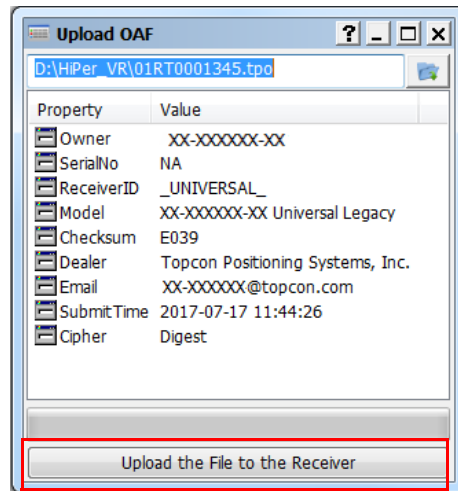 Upload OAF
D:\HiPer_VR\01RT0001345.tpo
Property Value
Owner XX-XXXXXX-XX
SerialNo NA
ReceiverID _UNIVERSAL_
Model XX-XXXXXX-XX Universal Legacy
Checksum E039
Dealer Topcon Positioning Systems, Inc.
Email XX-XXXXXX@topcon.com
SubmitTime 2017-07-17 11:44:26
Cipher Digest
Upload the File to the Receiver